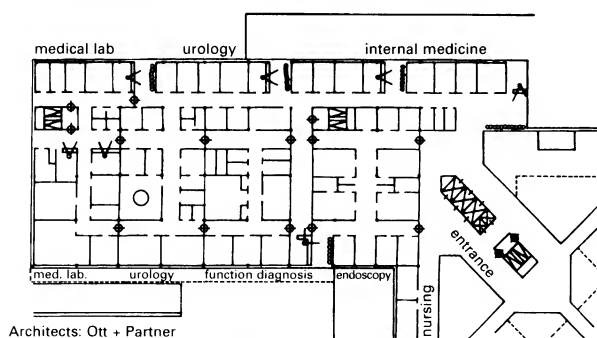 medical lab urology internal medicine
entrance
med. lab. urology function diagnosis endoscopy
nursing
Architects: Ott + Partner